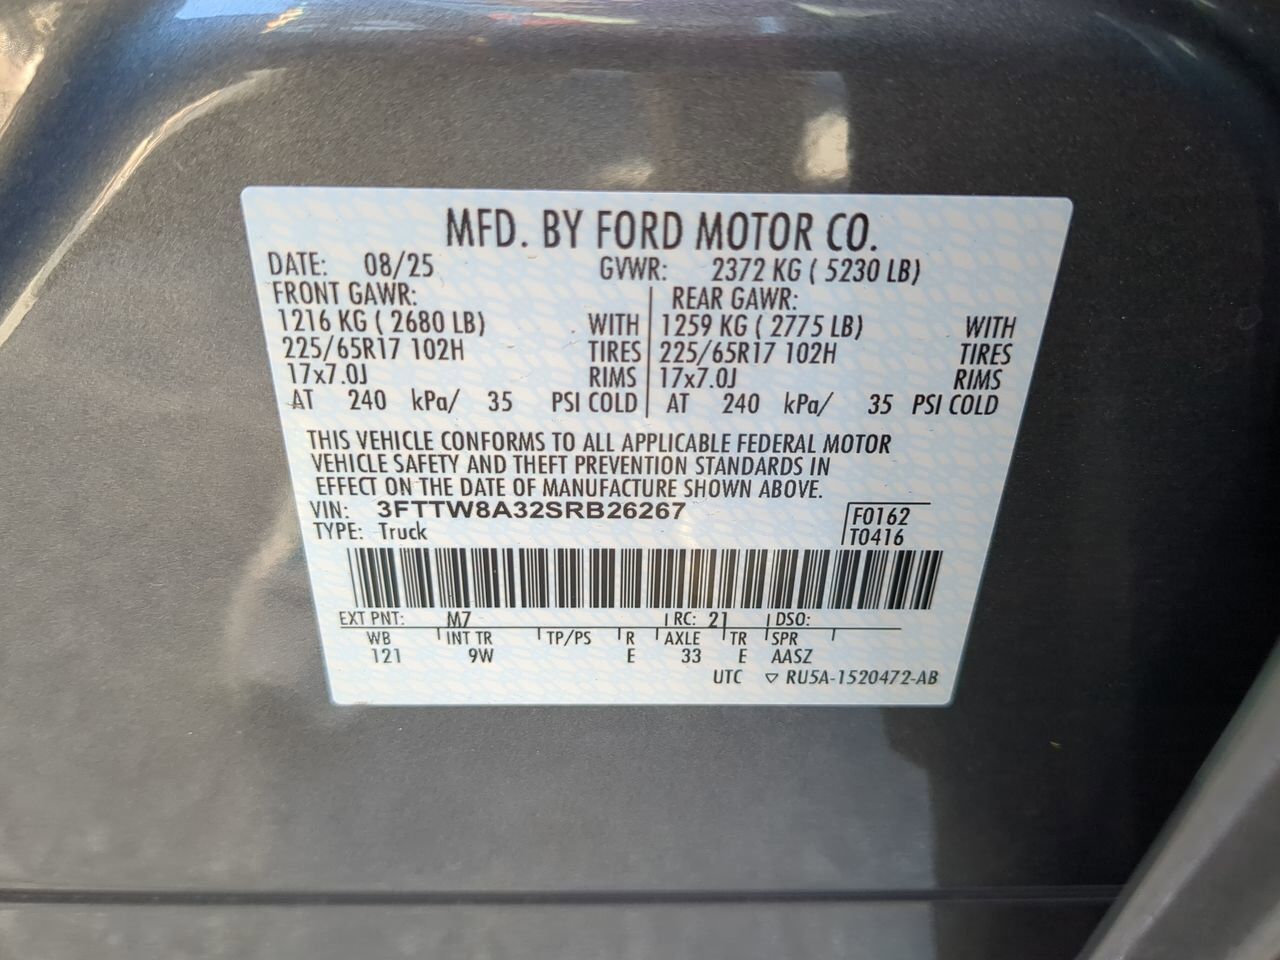 MFD. BY FORD MOTOR CO.
DATE: 08/25 GVWR: 2372 KG ( 5230 LB)
FRONT GAWR: REAR GAWR:
1216 KG ( 2680 LB) WITH 1259 KG ( 2775 LB) WITH
225/65R17 102H TIRES 225/65R17 102H TIRES
17x7.0J RIMS 17x7.0J RIMS
AT 240 kPa/ 35 PSI COLD AT 240 kPa/ 35 PSI COLD
THIS VEHICLE CONFORMS TO ALL APPLICABLE FEDERAL MOTOR
VEHICLE SAFETY AND THEFT PREVENTION STANDARDS IN
EFFECT ON THE DATE OF MANUFACTURE SHOWN ABOVE.
VIN: 3FTTW8A32SRB26267 F0162
TYPE: Truck T0416
EXT PNT: M7 RC: 21 DSO:
WB INT TR TP/PS R AXLE TR SPR
121 9W E 33 E AASZ
UTC ▽ RU5A-1520472-AB